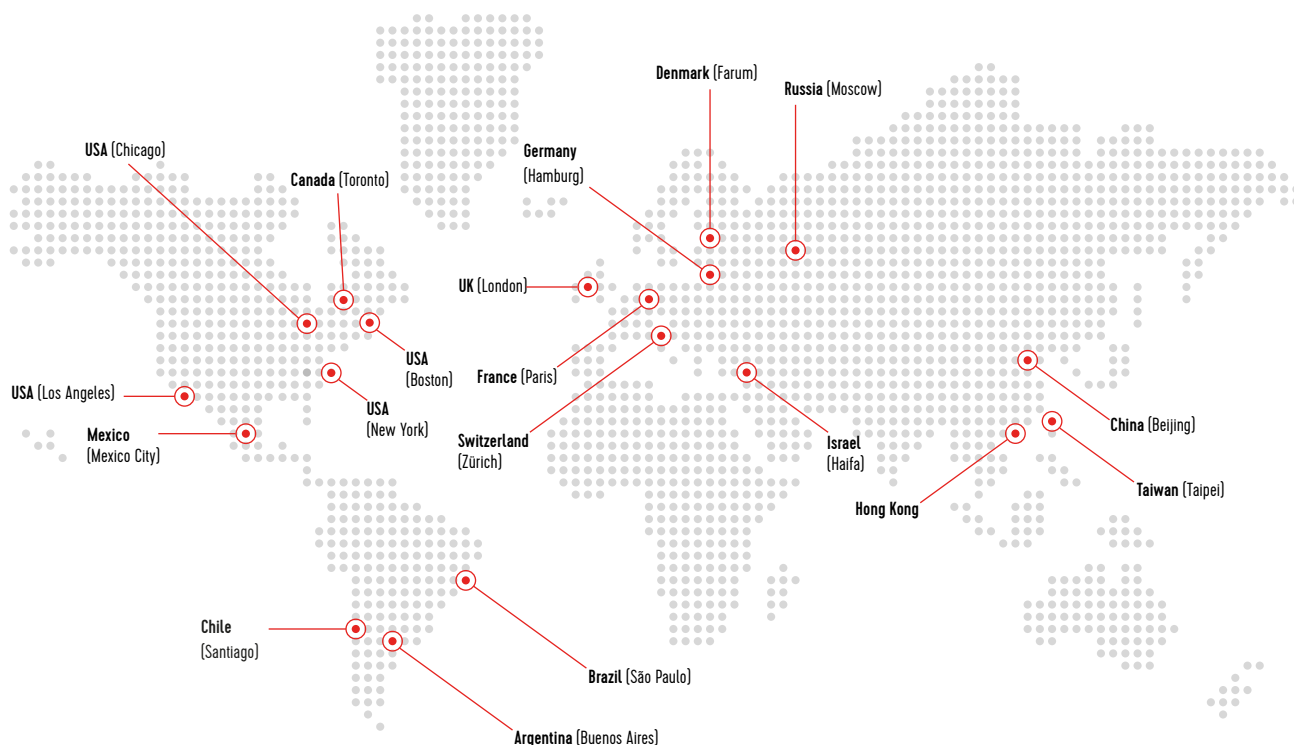 Denmark (Farum)
Russia (Moscow)
USA (Chicago)
Germany
(Hamburg)
Canada (Toronto)
UK (London)
USA
(Boston)
France (Paris)
USA (Los Angeles)
USA
(New York)
Mexico
(Mexico City)
Switzerland
(Zürich)
Israel
(Haifa)
China (Beijing)
Taiwan (Taipei)
Hong Kong
Chile
(Santiago)
Brazil (São Paulo)
Argentina (Buenos Aires)